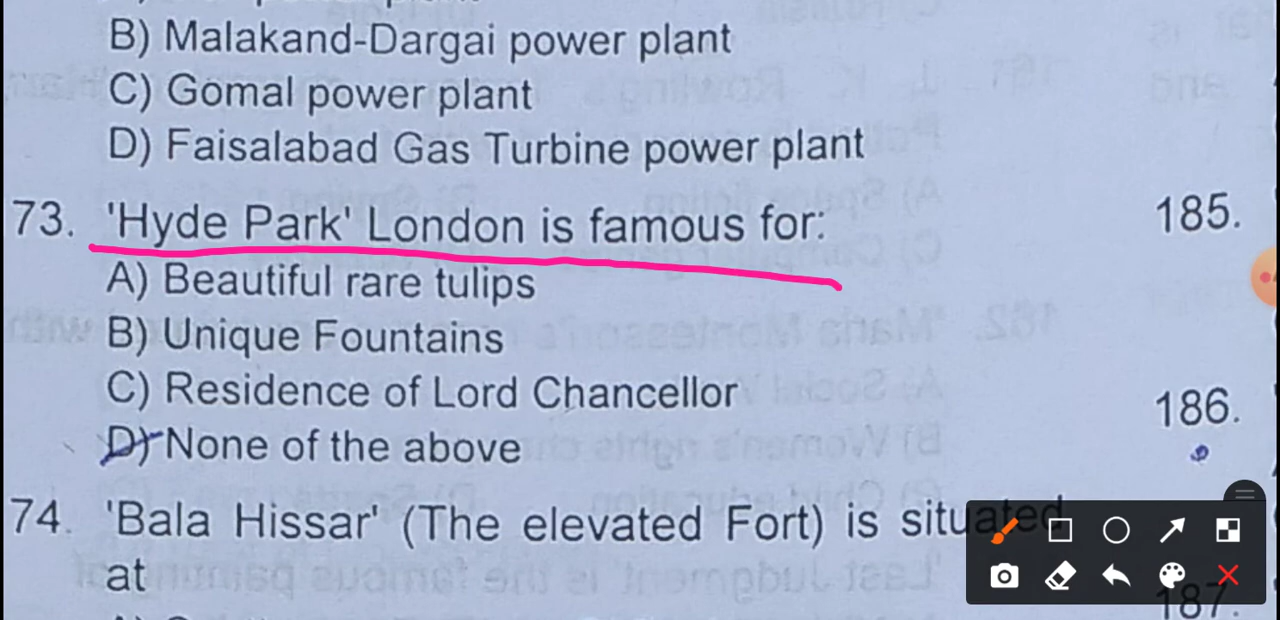 B) Malakand-Dargai power plant
C) Gomal power plant
D) Faisalabad Gas Turbine power plant
73. 'Hyde Park' London is famous for:
A) Beautiful rare tulips
B) Unique Fountains
C) Residence of Lord Chancellor
D) None of the above
74. 'Bala Hissar' (The elevated Fort) is situated
at
185.
186.
187.